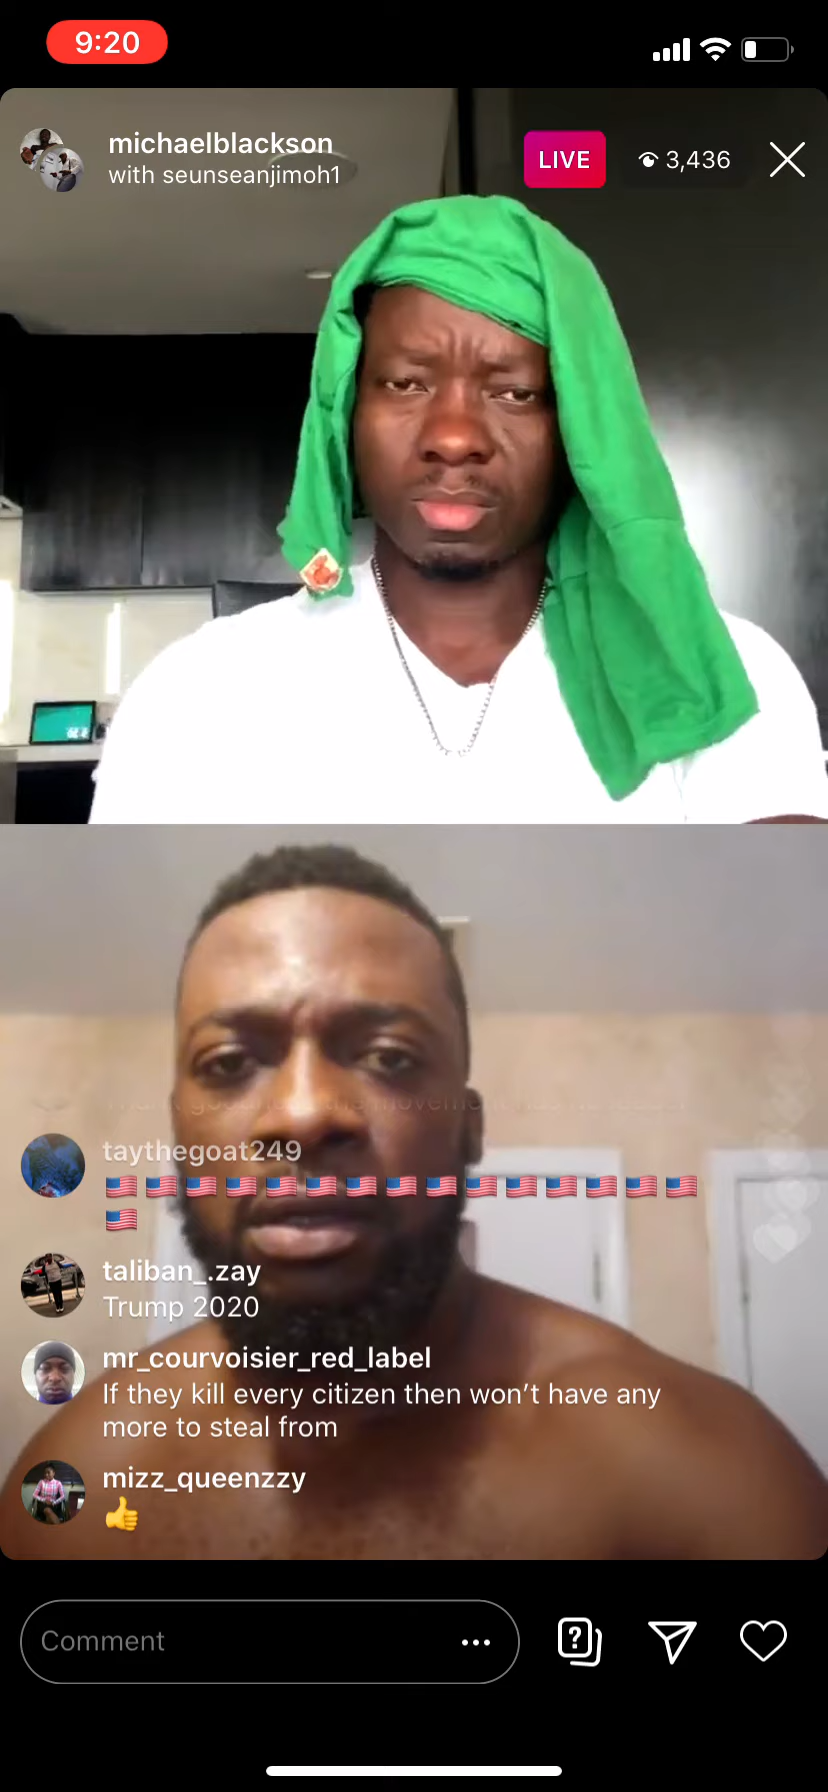 9:20
michaelblackson
with seunseanjimoh1
LIVE
3,436
taythegoat249
🇺🇸🇺🇸🇺🇸🇺🇸🇺🇸🇺🇸🇺🇸🇺🇸🇺🇸🇺🇸🇺🇸🇺🇸🇺🇸🇺🇸🇺🇸
🇺🇸
taliban_.zay
Trump 2020
mr_courvoisier_red_label
If they kill every citizen then won’t have any
more to steal from
mizz_queenzzy
👍
Comment